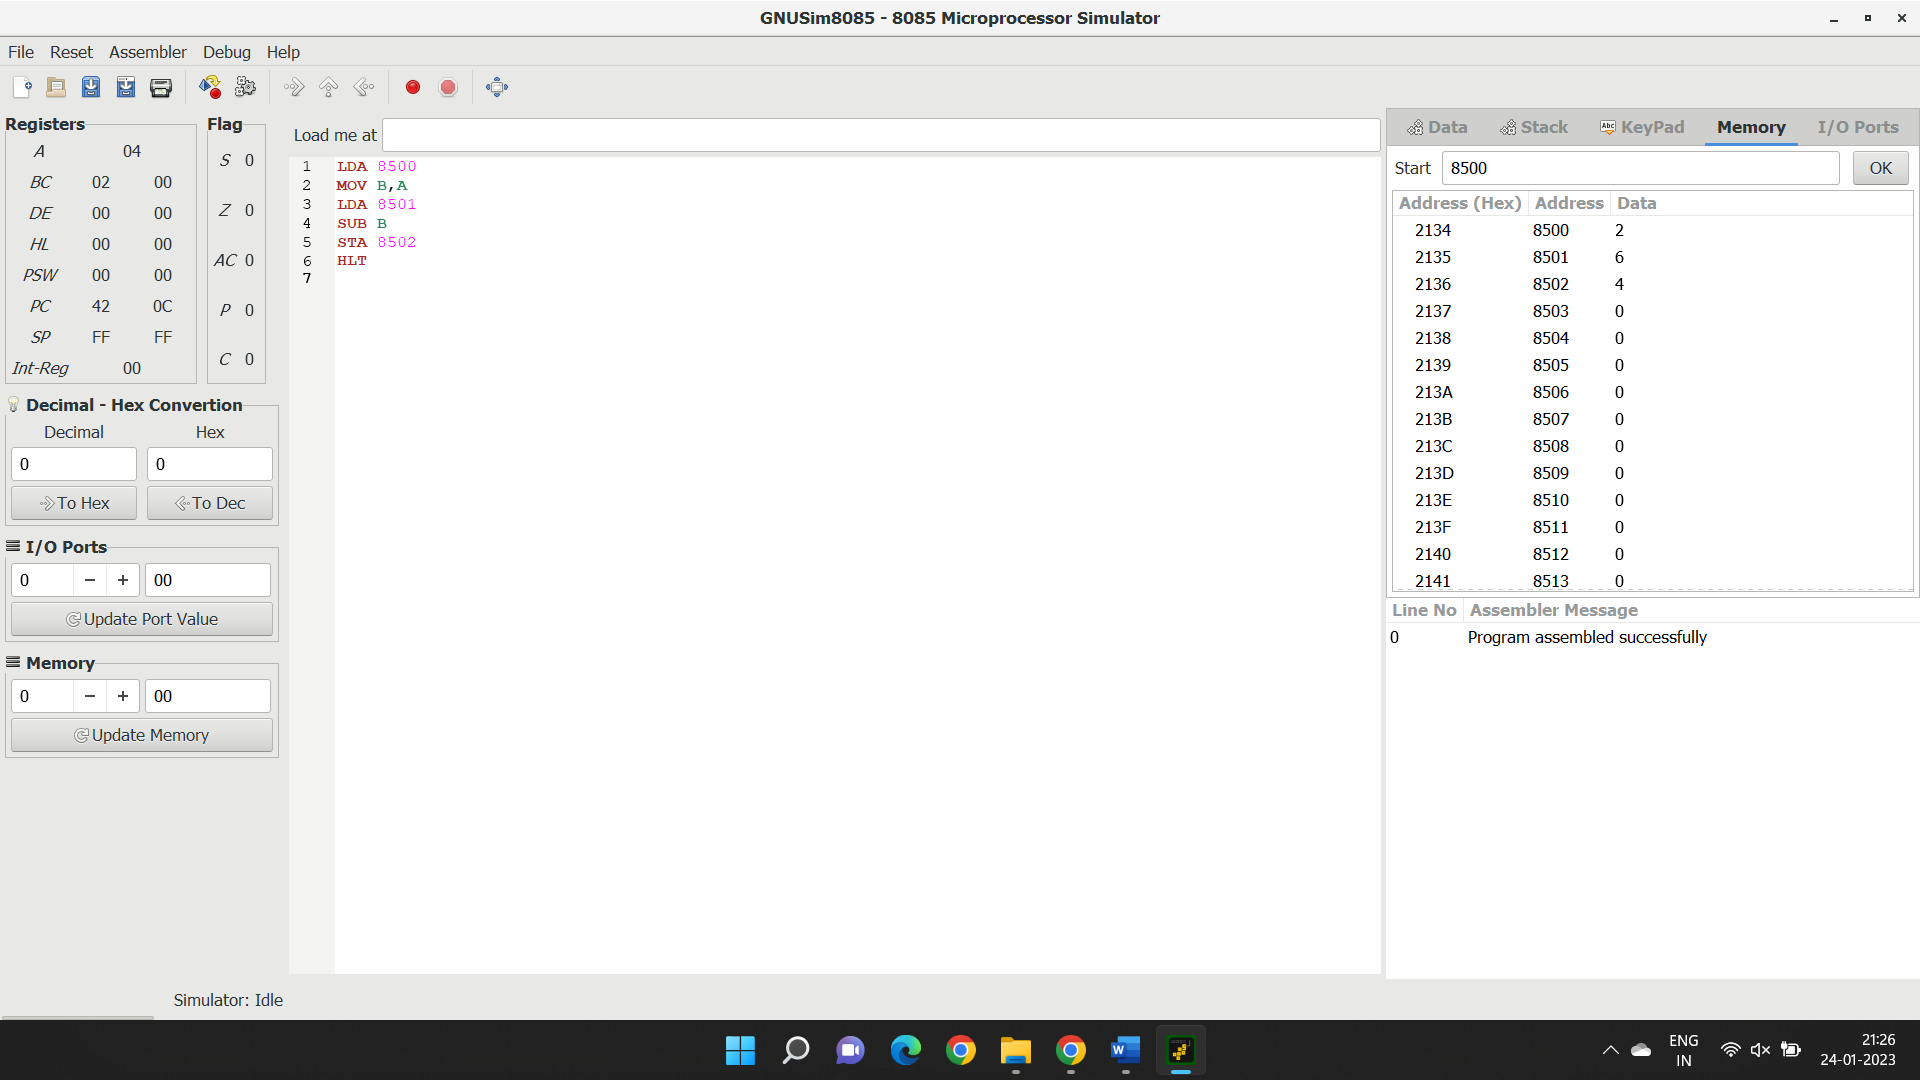 GNUSim8085 - 8085 Microprocessor Simulator
File Reset Assembler Debug Help
Registers
A 04
BC 02 00
DE 00 00
HL 00 00
PSW 00 00
PC 42 0C
SP FF FF
Int-Reg 00
Flag
S 0
Z 0
AC 0
P 0
C 0
Decimal - Hex Convertion
Decimal Hex
0 0
To Hex To Dec
I/O Ports
0 − + 00
Update Port Value
Memory
0 − + 00
Update Memory
Load me at
1 LDA 8500
2 MOV B,A
3 LDA 8501
4 SUB B
5 STA 8502
6 HLT
7
Data Stack Abc KeyPad Memory I/O Ports
Start 8500 OK
Address (Hex) Address Data
2134 8500 2
2135 8501 6
2136 8502 4
2137 8503 0
2138 8504 0
2139 8505 0
213A 8506 0
213B 8507 0
213C 8508 0
213D 8509 0
213E 8510 0
213F 8511 0
2140 8512 0
2141 8513 0
Line No Assembler Message
0 Program assembled successfully
Simulator: Idle
W
ENG
IN
21:26
24-01-2023